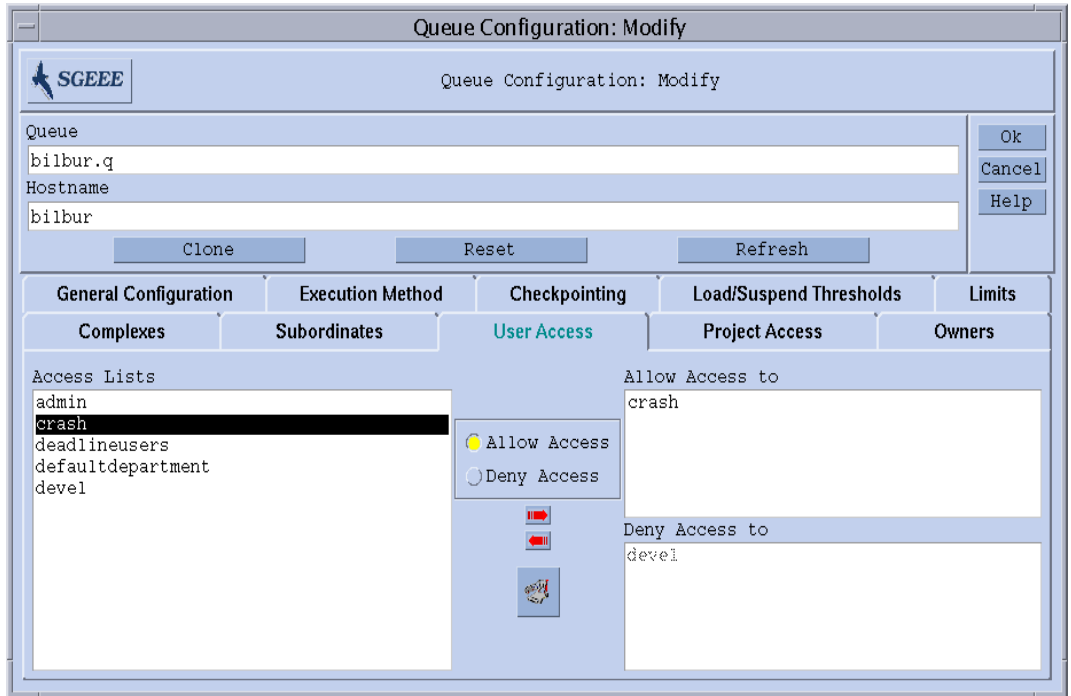 Queue Configuration: Modify
SGEEE
Queue Configuration: Modify
Queue
bilbur.q
Hostname
bilbur
Ok
Cancel
Help
Clone Reset Refresh
General Configuration Execution Method Checkpointing Load/Suspend Thresholds Limits
Complexes Subordinates User Access Project Access Owners
Access Lists
admin
crash
deadlineusers
defaultdepartment
devel
Allow Access
Deny Access
Allow Access to
crash
Deny Access to
devel